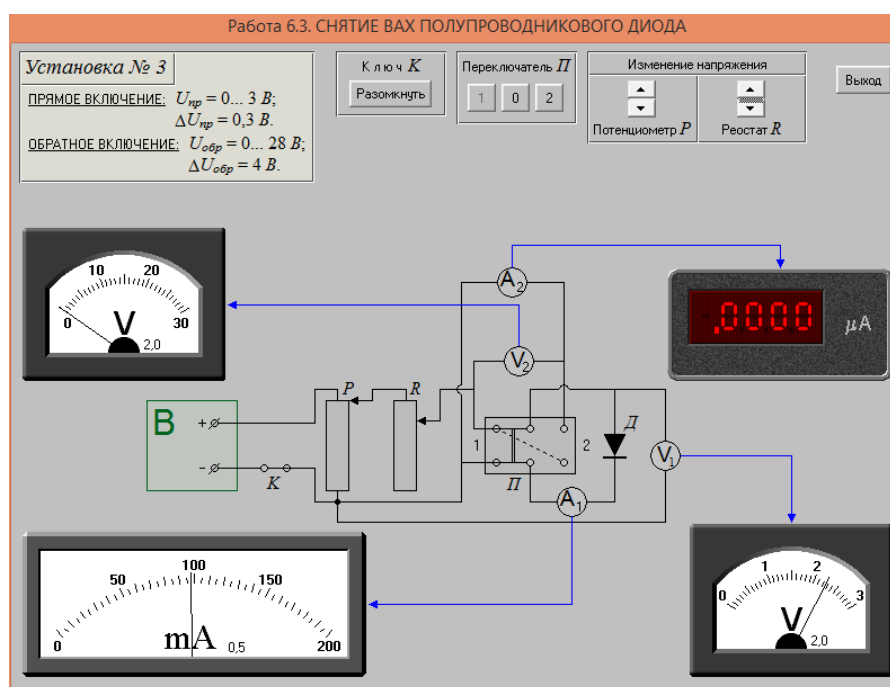 Работа 6.3. СНЯТИЕ ВАХ ПОЛУПРОВОДНИКОВОГО ДИОДА
Установка № 3
ПРЯМОЕ ВКЛЮЧЕНИЕ: Uпр = 0... 3 В;
ΔUпр = 0,3 В.
ОБРАТНОЕ ВКЛЮЧЕНИЕ: Uобр = 0... 28 В;
ΔUобр = 4 В.
Ключ K
Разомкнуть
Переключатель П
1 0 2
Изменение напряжения
Потенциометр P
Реостат R
Выход
0 10 20 30
V
2,0
A2
.0000
μA
V2
B
+
-
K
P
R
1
2
П
Д
A1
V1
0 50 100 150 200
mA
0,5
0 1 2 3
V
2,0